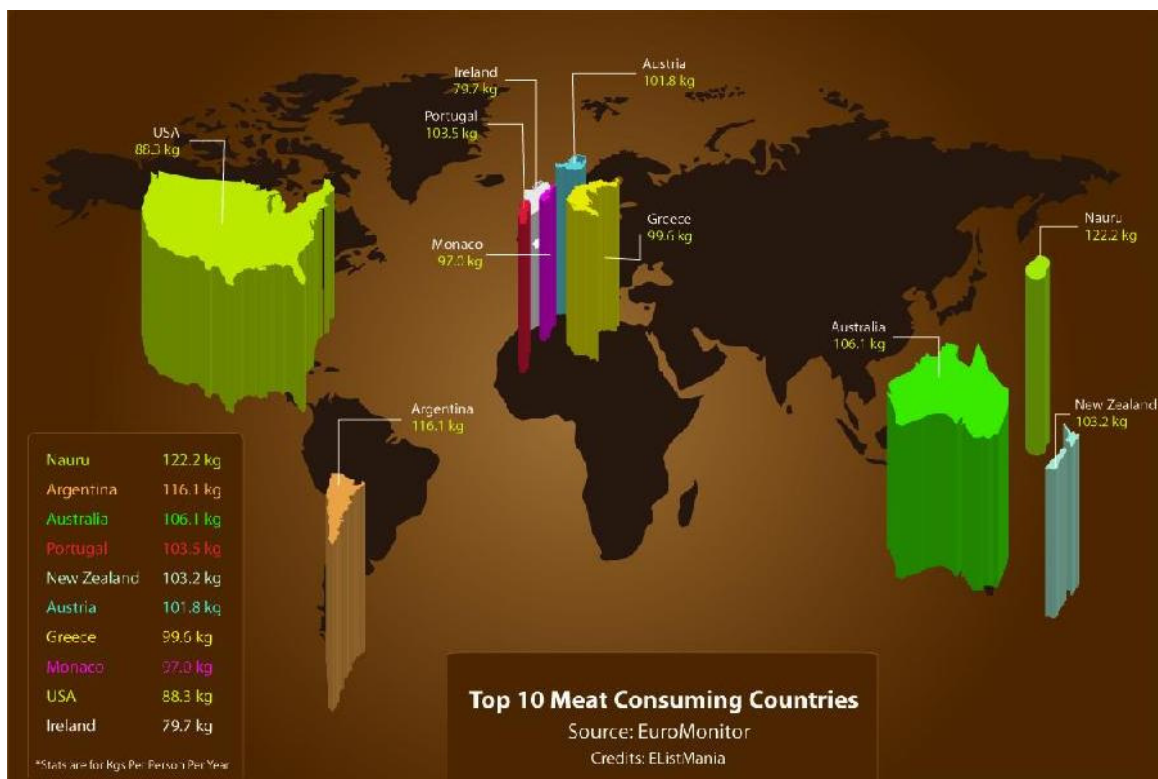 Austria
101.8 kg
Ireland
79.7 kg
Portugal
103.5 kg
USA
88.3 kg
Greece
99.6 kg
Monaco
97.0 kg
Nauru
122.2 kg
Australia
106.1 kg
Argentina
116.1 kg
New Zealand
103.2 kg
Nauru 122.2 kg
Argentina 116.1 kg
Australia 106.1 kg
Portugal 103.5 kg
New Zealand 103.2 kg
Austria 101.8 kg
Greece 99.6 kg
Monaco 97.0 kg
USA 88.3 kg
Ireland 79.7 kg
*Stats are for Kgs Per Person Per Year
Top 10 Meat Consuming Countries
Source: EuroMonitor
Credits: EListMania